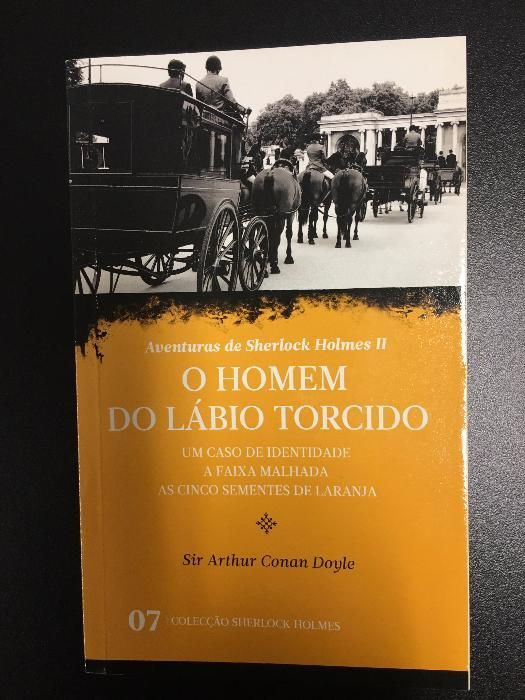 Aventuras de Sherlock Holmes II
O HOMEM
DO LÁBIO TORCIDO
UM CASO DE IDENTIDADE
A FAIXA MALHADA
AS CINCO SEMENTES DE LARANJA
Sir Arthur Conan Doyle
07 | COLECÇÃO SHERLOCK HOLMES